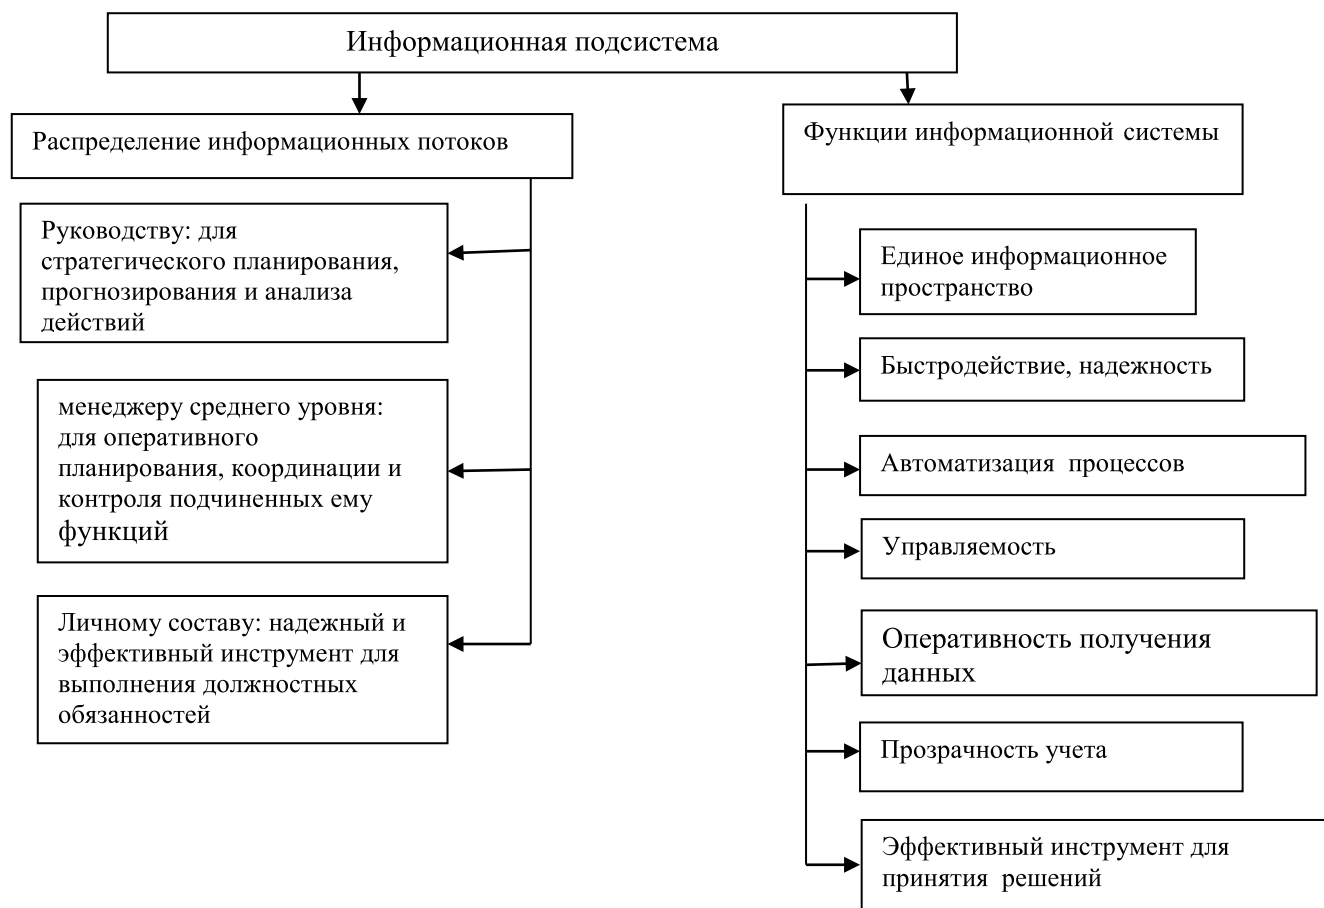 Информационная подсистема
Распределение информационных потоков
Руководству: для
стратегического планирования,
прогнозирования и анализа
действий
менеджеру среднего уровня:
для оперативного
планирования, координации и
контроля подчиненных ему
функций
Личному составу: надежный и
эффективный инструмент для
выполнения должностных
обязанностей
Функции информационной системы
Единое информационное
пространство
Быстродействие, надежность
Автоматизация процессов
Управляемость
Оперативность получения
данных
Прозрачность учета
Эффективный инструмент для
принятия решений